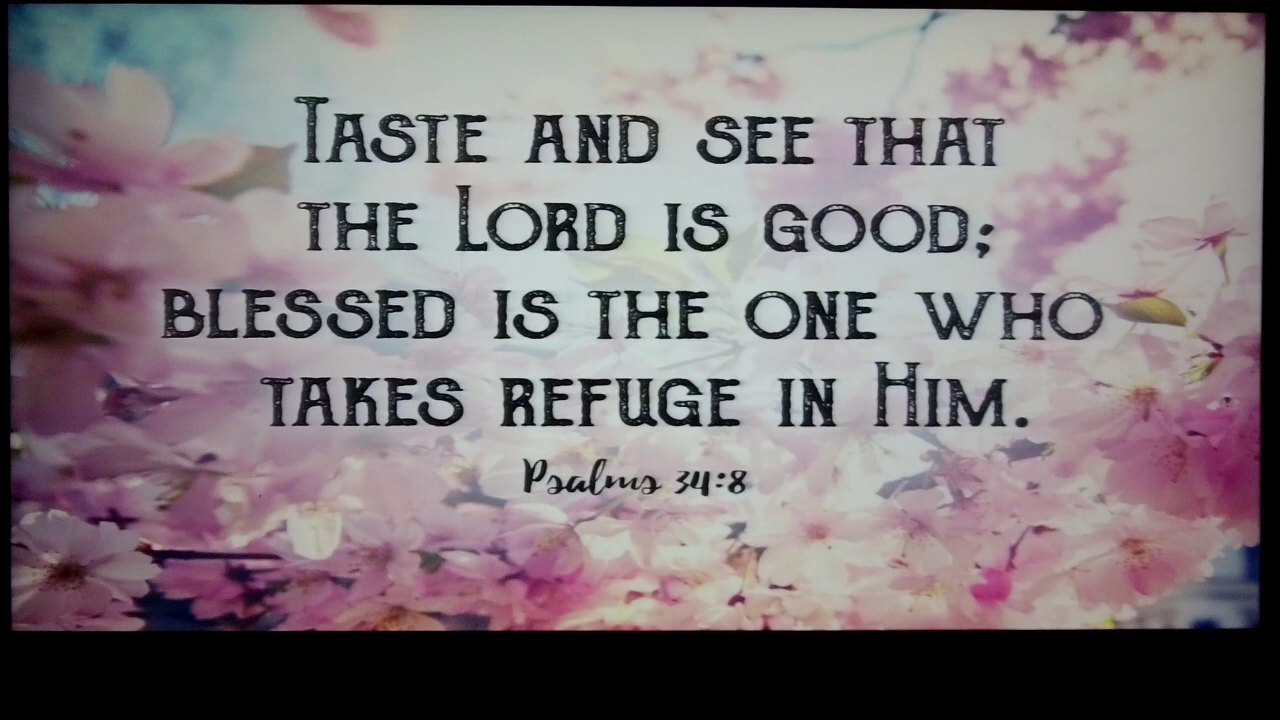 Taste and see that
the Lord is good;
blessed is the one who
takes refuge in Him.
Psalms 34:8